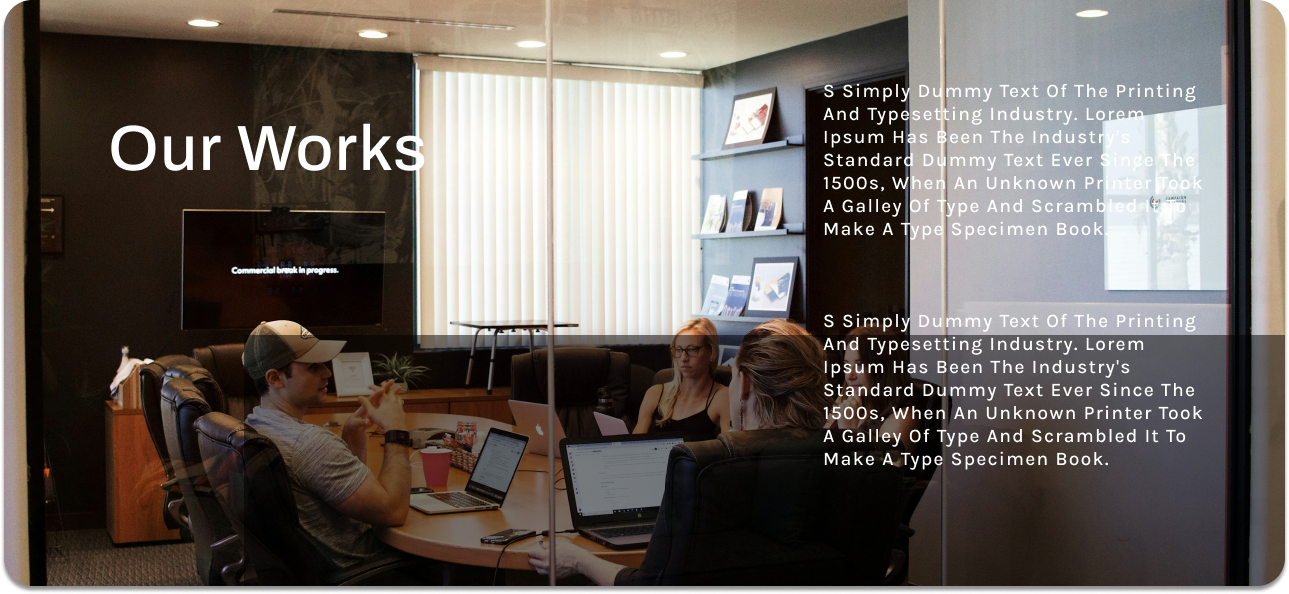 Our Works
Commercial break in progress.
S Simply Dummy Text Of The Printing
And Typesetting Industry. Lorem
Ipsum Has Been The Industry's
Standard Dummy Text Ever Since The
1500s, When An Unknown Printer Took
A Galley Of Type And Scrambled It To
Make A Type Specimen Book.
S Simply Dummy Text Of The Printing
And Typesetting Industry. Lorem
Ipsum Has Been The Industry's
Standard Dummy Text Ever Since The
1500s, When An Unknown Printer Took
A Galley Of Type And Scrambled It To
Make A Type Specimen Book.